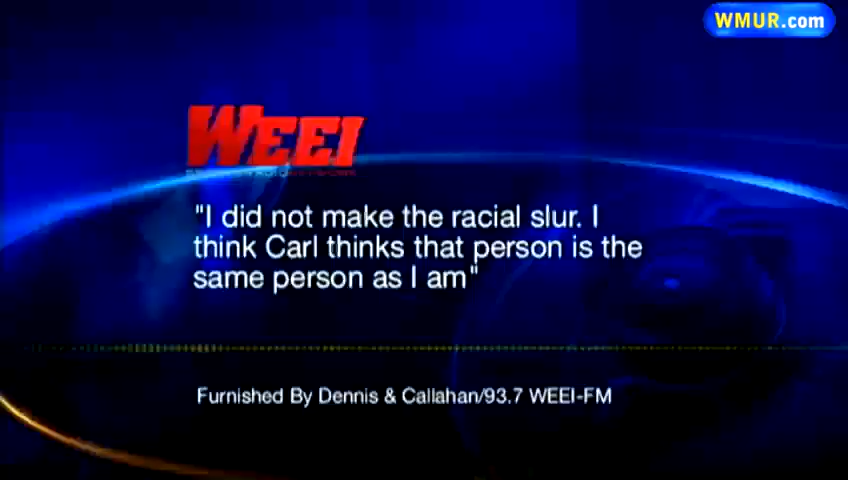 WMUR.com
WEEI
"I did not make the racial slur. I
think Carl thinks that person is the
same person as I am"
Furnished By Dennis & Callahan/93.7 WEEI-FM